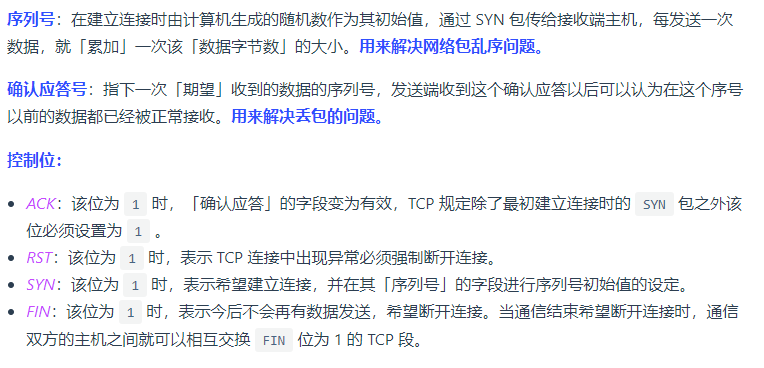 序列号：在建立连接时由计算机生成的随机数作为其初始值，通过 SYN 包传给接收端主机，每发送一次
数据，就「累加」一次该「数据字节数」的大小。用来解决网络包乱序问题。
确认应答号：指下一次「期望」收到的数据的序列号，发送端收到这个确认应答以后可以认为在这个序号
以前的数据都已经被正常接收。用来解决丢包的问题。
控制位：
ACK：该位为 1 时，「确认应答」的字段变为有效，TCP 规定除了最初建立连接时的 SYN 包之外该
位必须设置为 1 。
RST：该位为 1 时，表示 TCP 连接中出现异常必须强制断开连接。
SYN：该位为 1 时，表示希望建立连接，并在其「序列号」的字段进行序列号初始值的设定。
FIN：该位为 1 时，表示今后不会再有数据发送，希望断开连接。当通信结束希望断开连接时，通信
双方的主机之间就可以相互交换 FIN 位为 1 的 TCP 段。